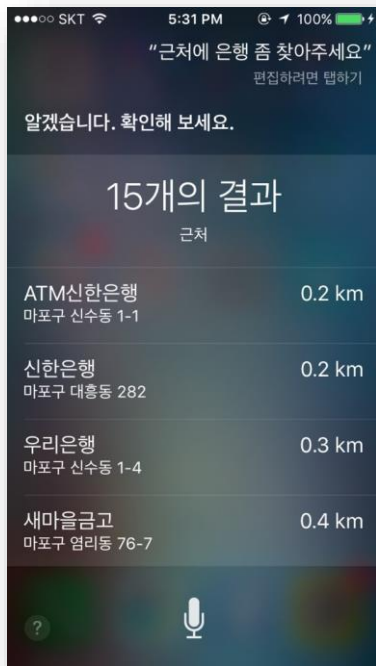 SKT 5:31 PM 100%
“근처에 은행 좀 찾아주세요”
편집하려면 탭하기
알겠습니다. 확인해 보세요.
15개의 결과
근처
ATM신한은행 0.2 km
마포구 신수동 1-1
신한은행 0.2 km
마포구 대흥동 282
우리은행 0.3 km
마포구 신수동 1-4
새마을금고 0.4 km
마포구 염리동 76-7
?